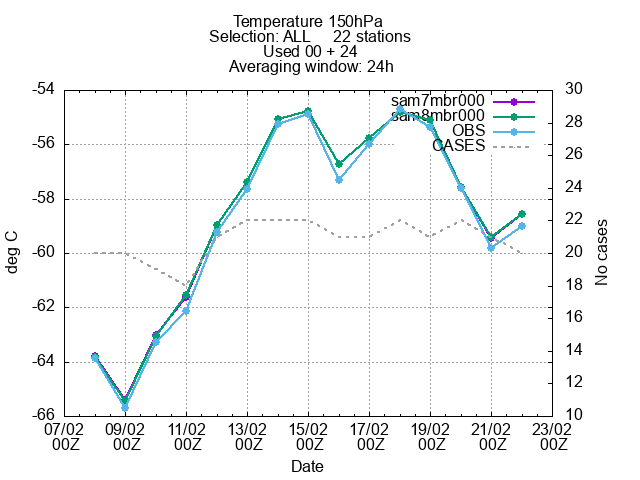 Temperature 150hPa
Selection: ALL 22 stations
Used 00 + 24
Averaging window: 24h
-54
-56
-58
-60
-62
-64
-66
deg C
30
28
26
24
22
20
18
16
14
12
10
No cases
sam7mbr000
sam8mbr000
OBS
CASES
07/02 09/02 11/02 13/02 15/02 17/02 19/02 21/02 23/02
00Z 00Z 00Z 00Z 00Z 00Z 00Z 00Z 00Z
Date